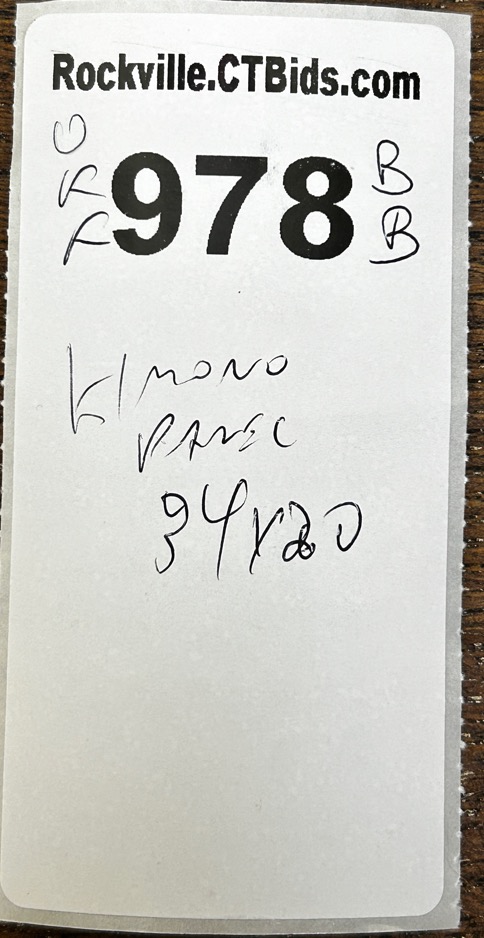 Rockville.CTBids.com
978
B
B
KIMONO
PANEL
34x20